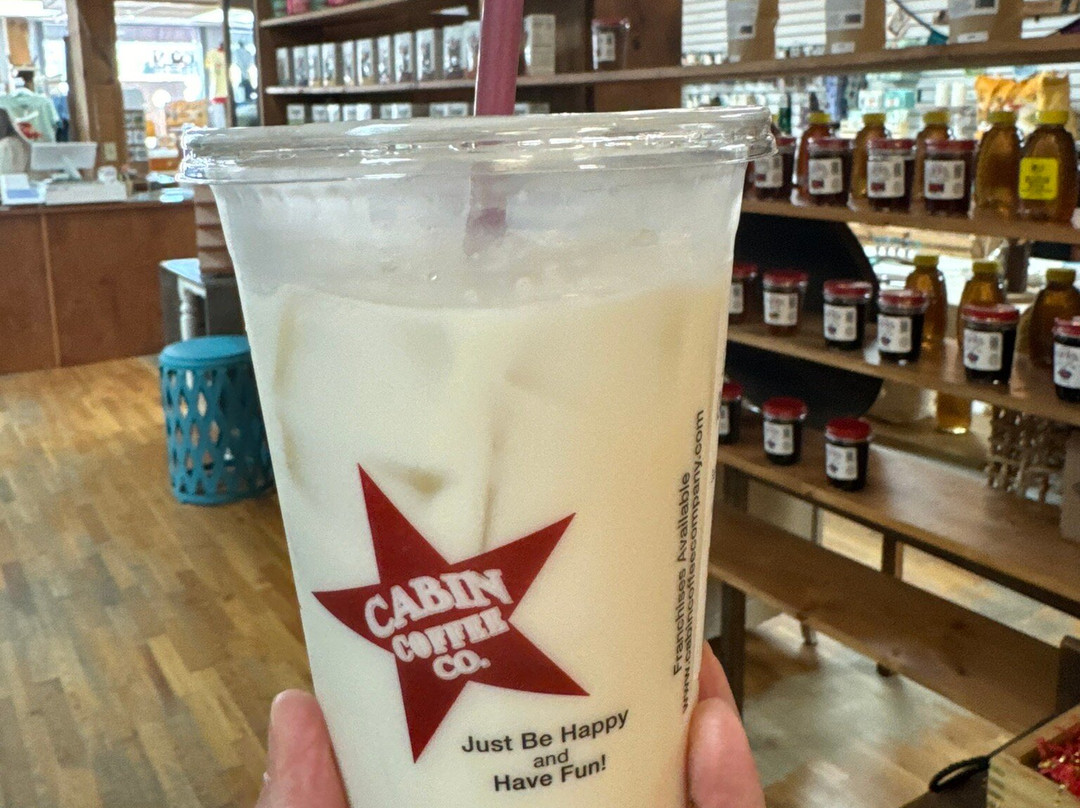 CABIN
COFFEE
CO.
Just Be Happy
and
Have Fun!
Franchises Available
www.cabincoffeecompany.com